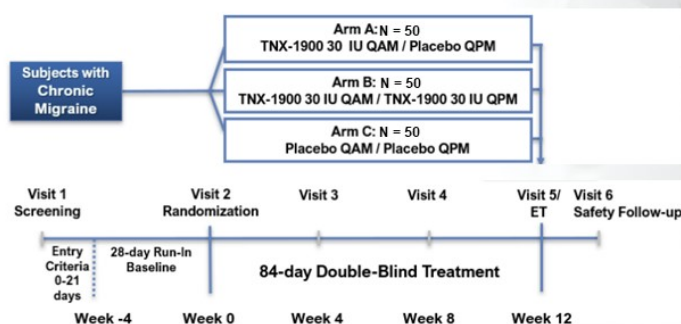 Subjects with
Chronic
Migraine
Arm A: N = 50
TNX-1900 30 IU QAM / Placebo QPM
Arm B: N = 50
TNX-1900 30 IU QAM / TNX-1900 30 IU QPM
Arm C: N = 50
Placebo QAM / Placebo QPM
Visit 1
Screening
Visit 2
Randomization
Visit 3
Visit 4
Visit 5/
ET
Visit 6
Safety Follow-up
Entry
Criteria
0-21
days
28-day Run-In
Baseline
84-day Double-Blind Treatment
Week -4
Week 0
Week 4
Week 8
Week 12